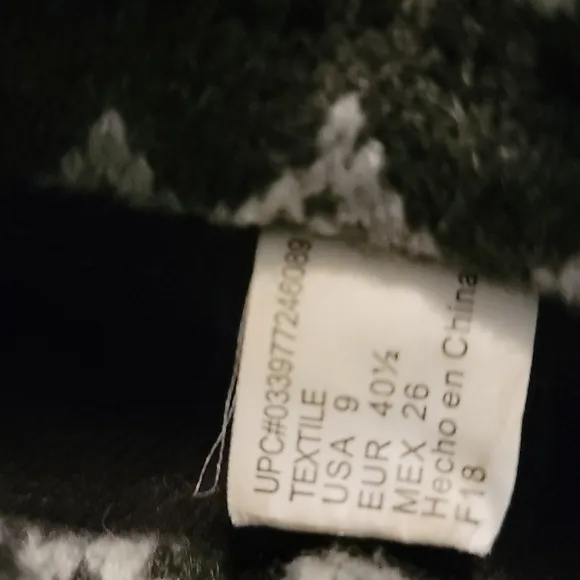 UPC#033977246089
TEXTILE
USA 9
EUR 40½
MEX 26
Hecho en China
F18